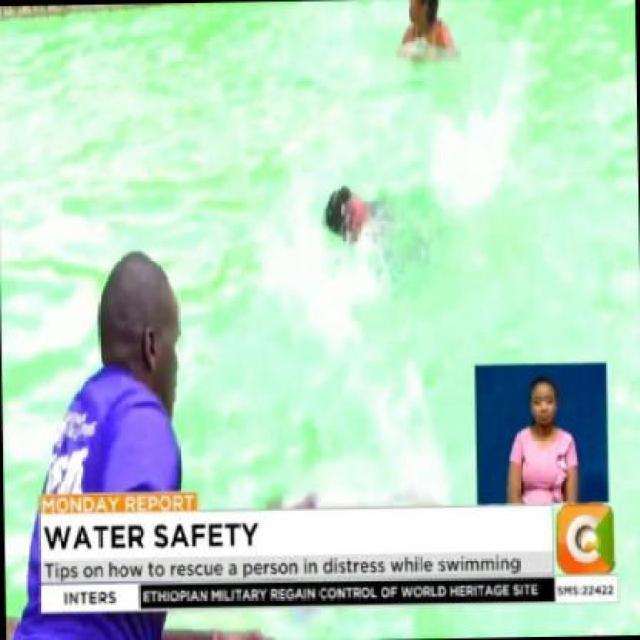 MONDAY REPORT
WATER SAFETY
Tips on how to rescue a person in distress while swimming
INTERS
ETHIOPIAN MILITARY REGAIN CONTROL OF WORLD HERITAGE SITE
SMS:22422
C